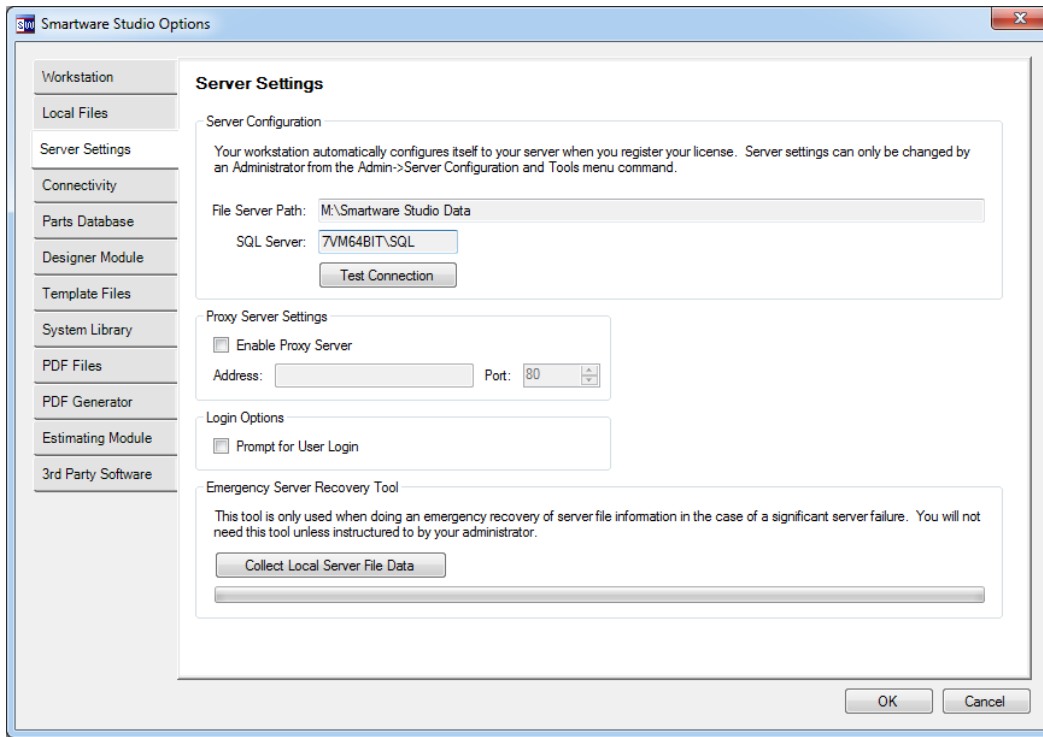 SW Smartware Studio Options
Workstation
Local Files
Server Settings
Connectivity
Parts Database
Designer Module
Template Files
System Library
PDF Files
PDF Generator
Estimating Module
3rd Party Software
Server Settings
Server Configuration
Your workstation automatically configures itself to your server when you register your license. Server settings can only be changed by
an Administrator from the Admin->Server Configuration and Tools menu command.
File Server Path: M:\Smartware Studio Data
SQL Server: 7VM64BIT\SQL
Test Connection
Proxy Server Settings
Enable Proxy Server
Address: Port: 80
Login Options
Prompt for User Login
Emergency Server Recovery Tool
This tool is only used when doing an emergency recovery of server file information in the case of a significant server failure. You will not
need this tool unless instructed to by your administrator.
Collect Local Server File Data
OK Cancel